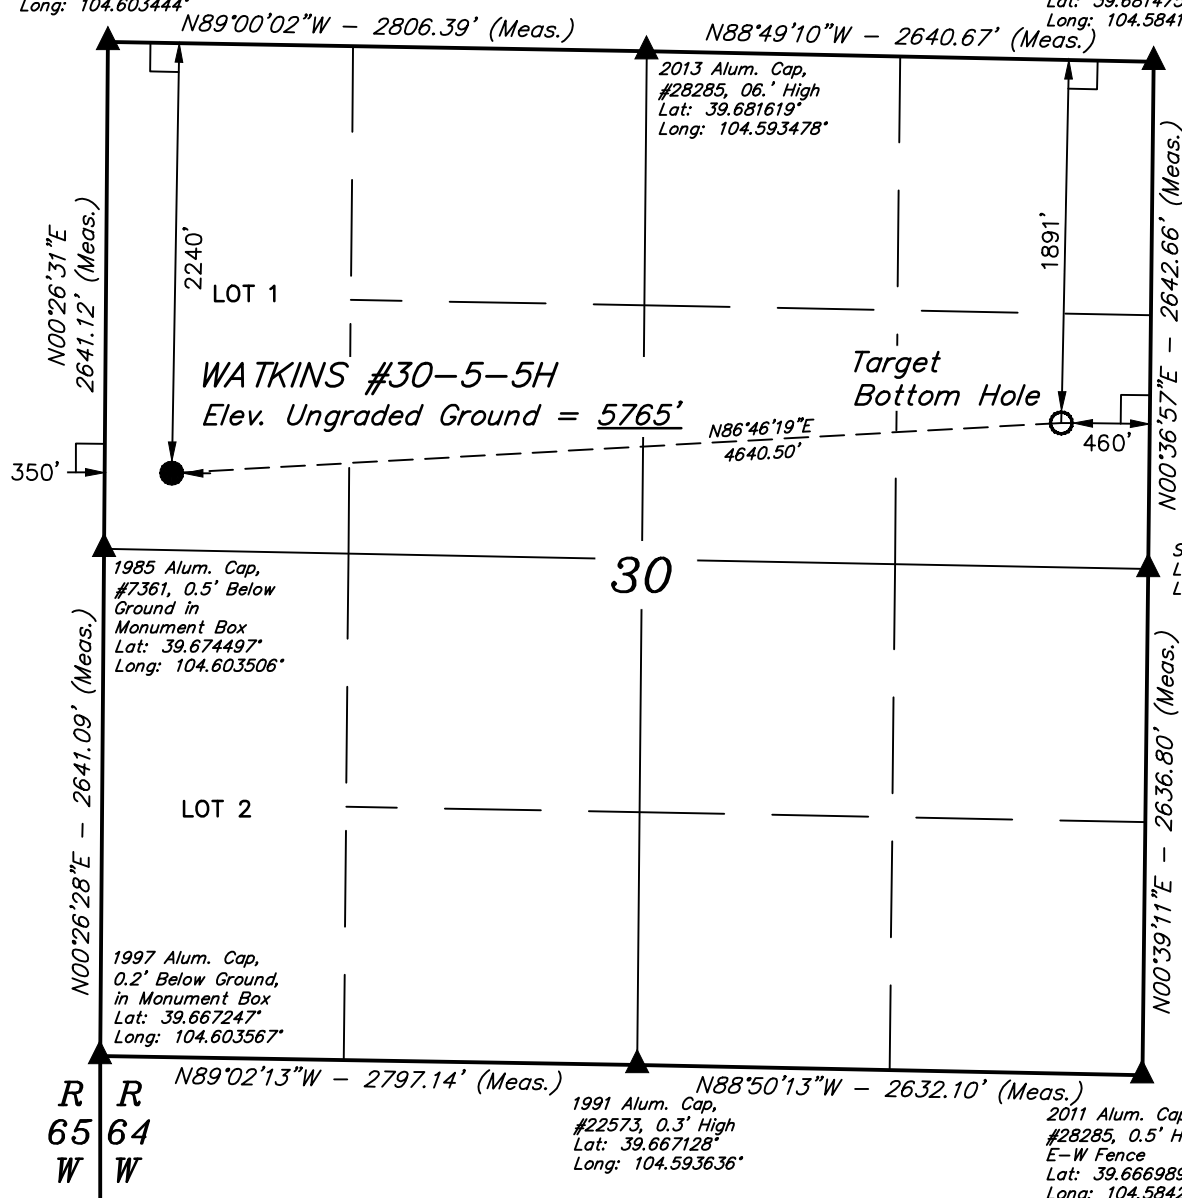 Long: 104.603444°
Lat: 39.681475
Long: 104.5841
N89°00'02"W - 2806.39' (Meas.)
N88°49'10"W - 2640.67' (Meas.)
2013 Alum. Cap,
#28285, 06.' High
Lat: 39.681619°
Long: 104.593478°
N00°26'31"E
2641.12' (Meas.)
2240'
LOT 1
1891'
N00°36'57"E - 2642.66' (Meas.)
WATKINS #30-5-5H
Elev. Ungraded Ground = 5765'
Target
Bottom Hole
N86°46'19"E
4640.50'
460'
350'
30
1985 Alum. Cap,
#7361, 0.5' Below
Ground in
Monument Box
Lat: 39.674497°
Long: 104.603506°
S
L
L
N00°26'28"E - 2641.09' (Meas.)
LOT 2
N00°39'11"E - 2636.80' (Meas.)
1997 Alum. Cap,
0.2' Below Ground,
in Monument Box
Lat: 39.667247°
Long: 104.603567°
N89°02'13"W - 2797.14' (Meas.)
N88°50'13"W - 2632.10' (Meas.)
R R
65 64
W W
1991 Alum. Cap,
#22573, 0.3' High
Lat: 39.667128°
Long: 104.593636°
2011 Alum. Cap
#28285, 0.5' H
E-W Fence
Lat: 39.666989
Long: 104.5842